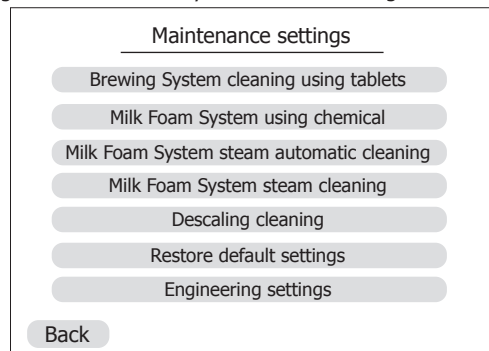 Maintenance settings
Brewing System cleaning using tablets
Milk Foam System using chemical
Milk Foam System steam automatic cleaning
Milk Foam System steam cleaning
Descaling cleaning
Restore default settings
Engineering settings
Back